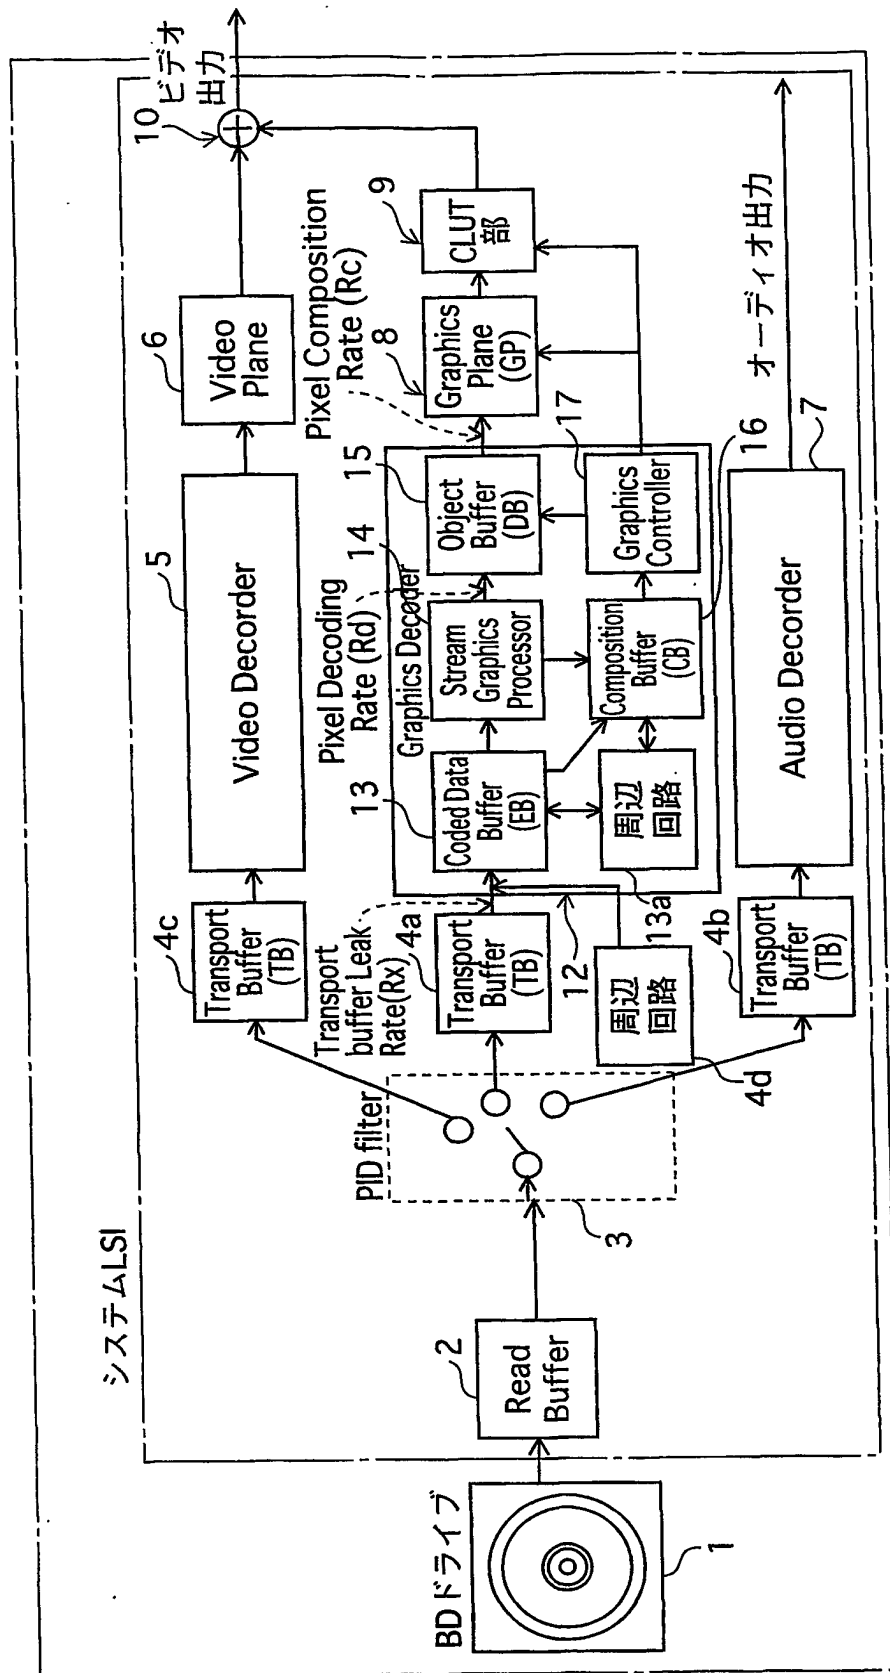 システムLSI
BDドライブ
1
2
Read
Buffer
PID filter
3
4c
Transport
Buffer
(TB)
Transport
buffer Leak
Rate(Rx)
4a
Transport
Buffer
(TB)
12
周辺
回路
4d
4b
Transport
Buffer
(TB)
5
Video Decorder
6
Video
Plane
10
ビデオ
出力
Pixel Decoding
Rate (Rd)
Graphics Decoder
13
Coded Data
Buffer
(EB)
14
Stream
Graphics
Processor
15
Object
Buffer
(DB)
Pixel Composition
Rate (Rc)
8
Graphics
Plane
(GP)
9
CLUT
部
周辺
回路
13a
Composition
Buffer
(CB)
16
17
Graphics
Controller
Audio Decorder
7
オーディオ出力